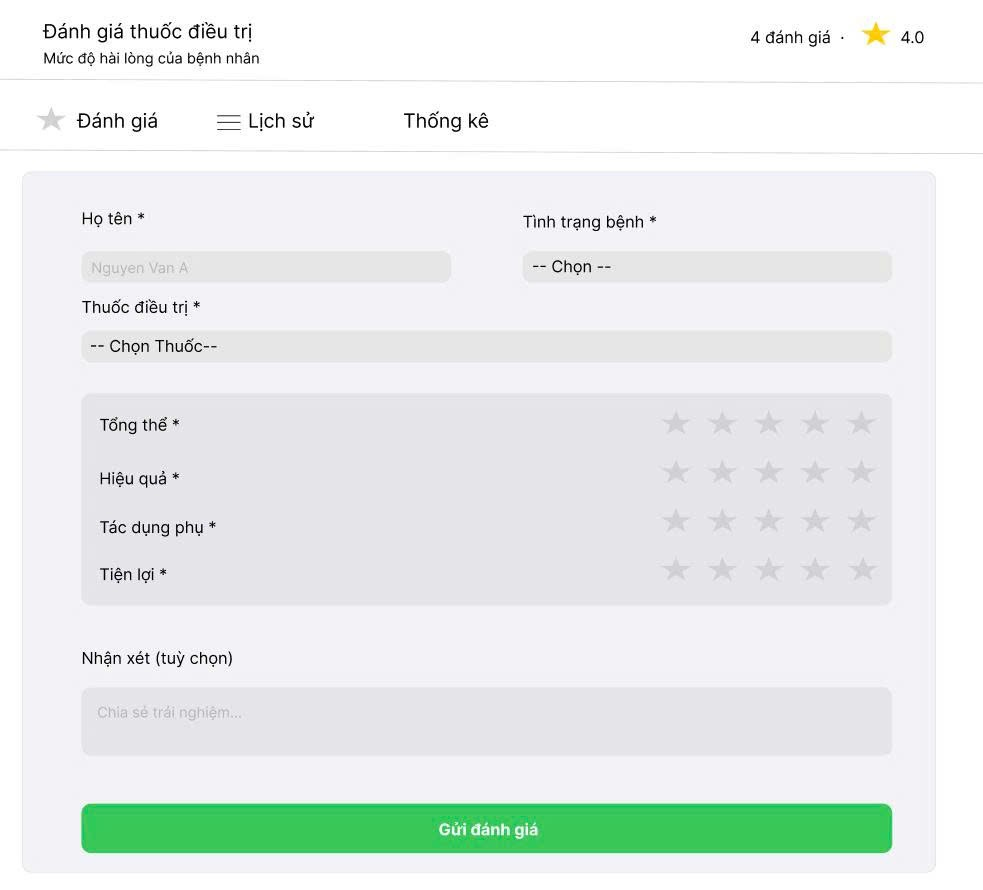 Đánh giá thuốc điều trị
Mức độ hài lòng của bệnh nhân
4 đánh giá · 4.0
Đánh giá
Lịch sử
Thống kê
Họ tên *
Tình trạng bệnh *
Nguyen Van A
-- Chọn --
Thuốc điều trị *
-- Chọn Thuốc--
Tổng thể *
Hiệu quả *
Tác dụng phụ *
Tiện lợi *
Nhận xét (tuỳ chọn)
Chia sẻ trải nghiệm...
Gửi đánh giá